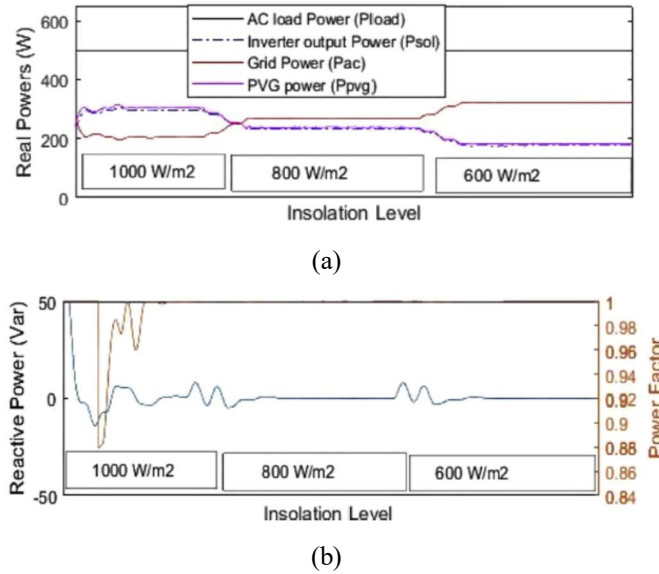 600
400
200
0
Real Powers (W)
AC load Power (Pload)
Inverter output Power (Psol)
Grid Power (Pac)
PVG power (Ppvg)
1000 W/m2
800 W/m2
600 W/m2
Insolation Level
(a)
50
0
-50
Reactive Power (Var)
1
0.98
0.96
0.94
0.92
0.9
0.88
0.86
0.84
Power Factor
1000 W/m2
800 W/m2
600 W/m2
Insolation Level
(b)